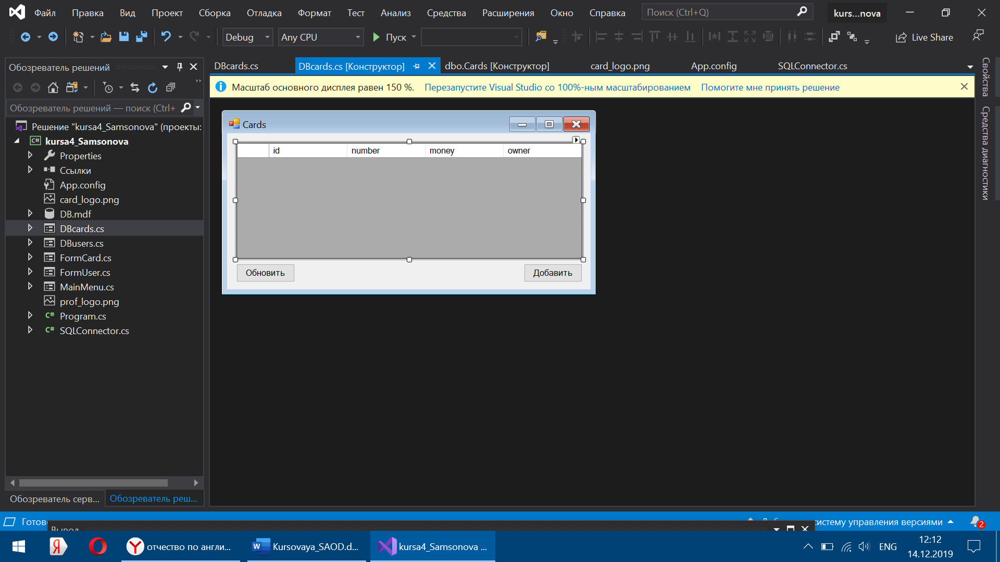 Файл Правка Вид Проект Сборка Отладка Формат Тест Анализ Средства Расширения Окно Справка Поиск (Ctrl+Q) kurs...nova
Debug Any CPU Пуск Live Share
Обозреватель решений
DBcards.cs DBcards.cs [Конструктор] dbo.Cards [Конструктор] card_logo.png App.config SQLConnector.cs
Масштаб основного дисплея равен 150 %. Перезапустите Visual Studio со 100%-ным масштабированием Помогите мне принять решение
Обозреватель решений — поиск (Ctrl+
Решение "kursa4_Samsonova" (проекты:
kursa4_Samsonova
Properties
Ссылки
App.config
card_logo.png
DB.mdf
DBcards.cs
DBusers.cs
FormCard.cs
FormUser.cs
MainMenu.cs
prof_logo.png
Program.cs
SQLConnector.cs
Обозреватель серв... Обозреватель реш...
Cards
id number money owner
Обновить Добавить
Свойства
Средства диагностики
Готово
Вывод
систему управления версиями 2
отчество по англи... Kursovaya_SAOD.d... kursa4_Samsonova ... ENG
12:12
14.12.2019